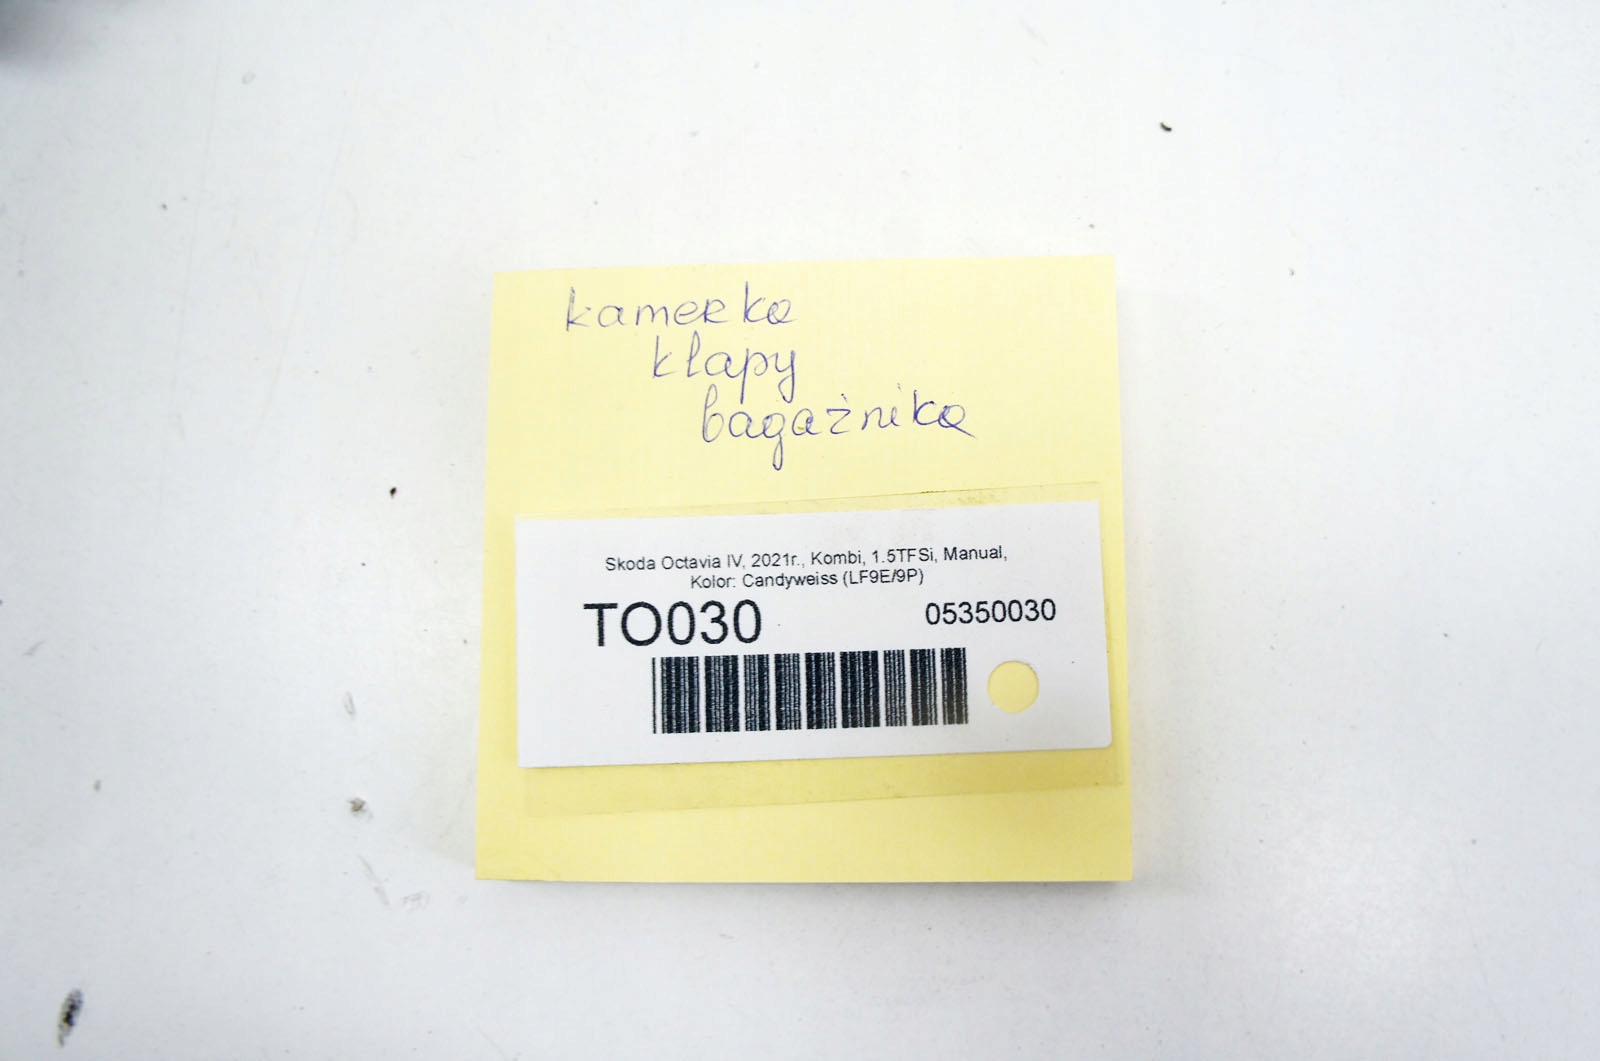 kamerka
klapy
bagażnika
Skoda Octavia IV, 2021r., Kombi, 1.5TFSi, Manual,
Kolor: Candyweiss (LF9E/9P)
TO030
05350030